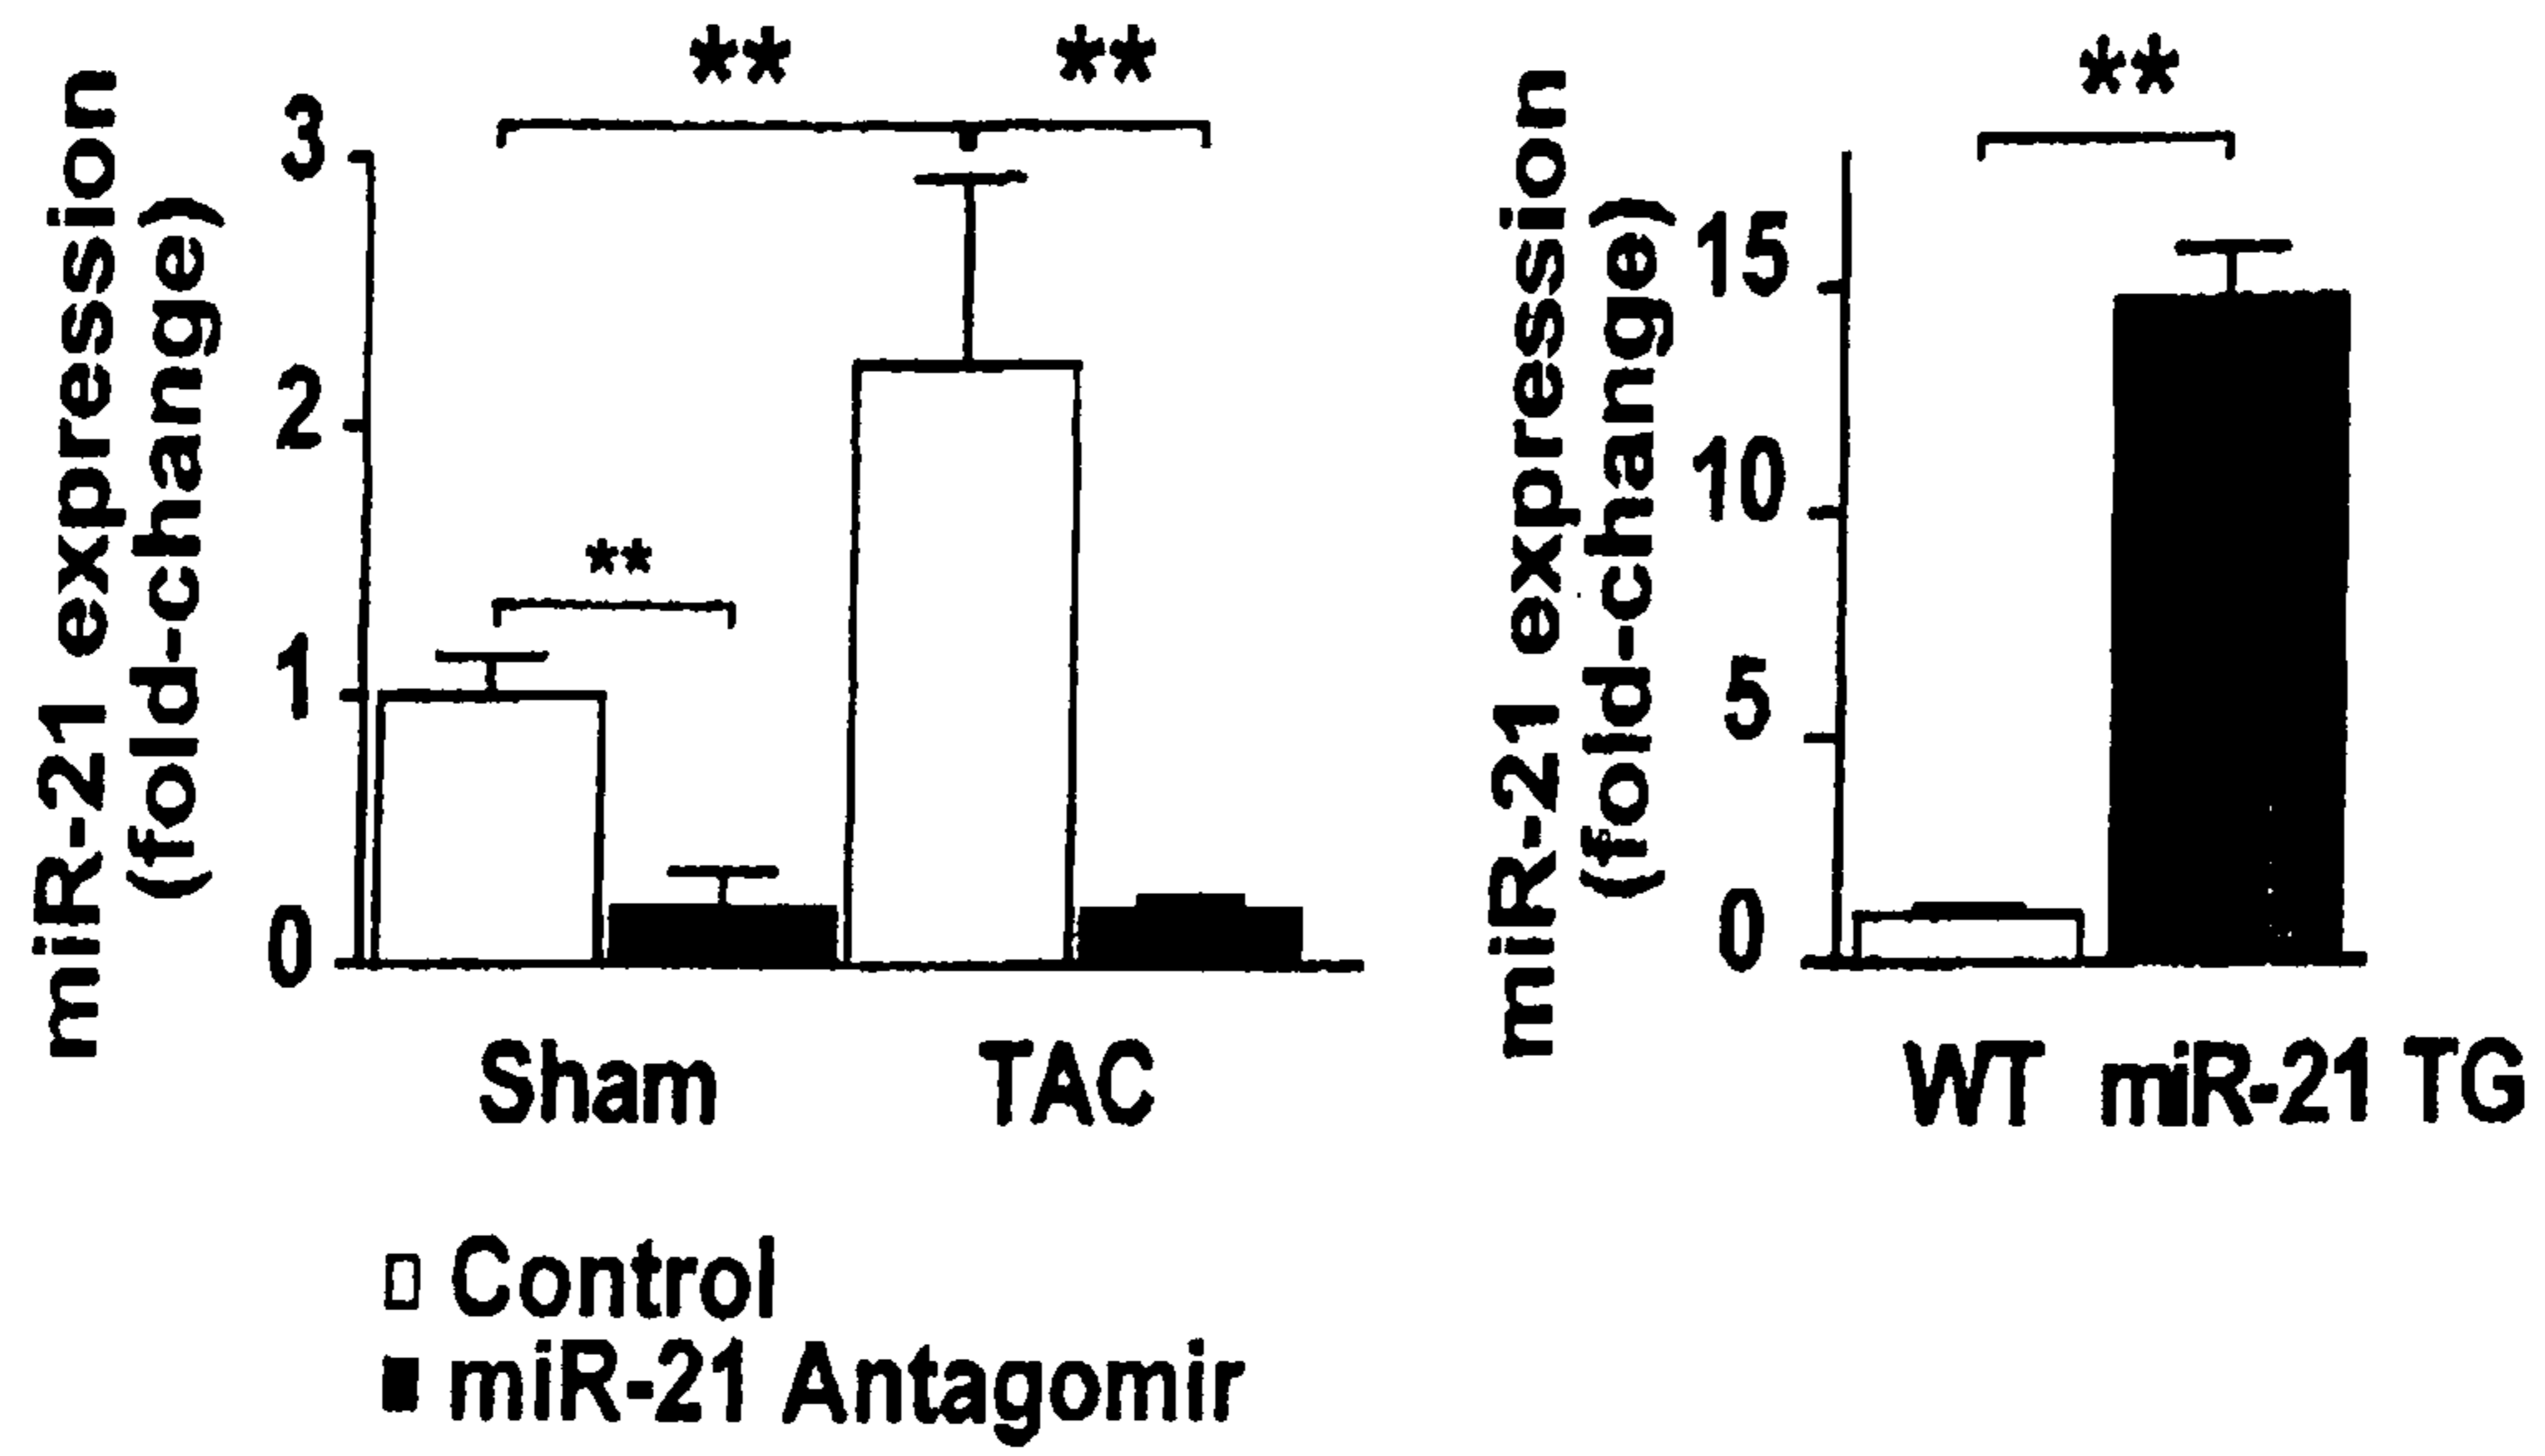 miR-21 expression
(fold-change)
** **
3
2
1
0
**
Sham TAC
Control
miR-21 Antagomir
miR-21 expression
(fold-change)
**
15
10
5
0
WT miR-21 TG